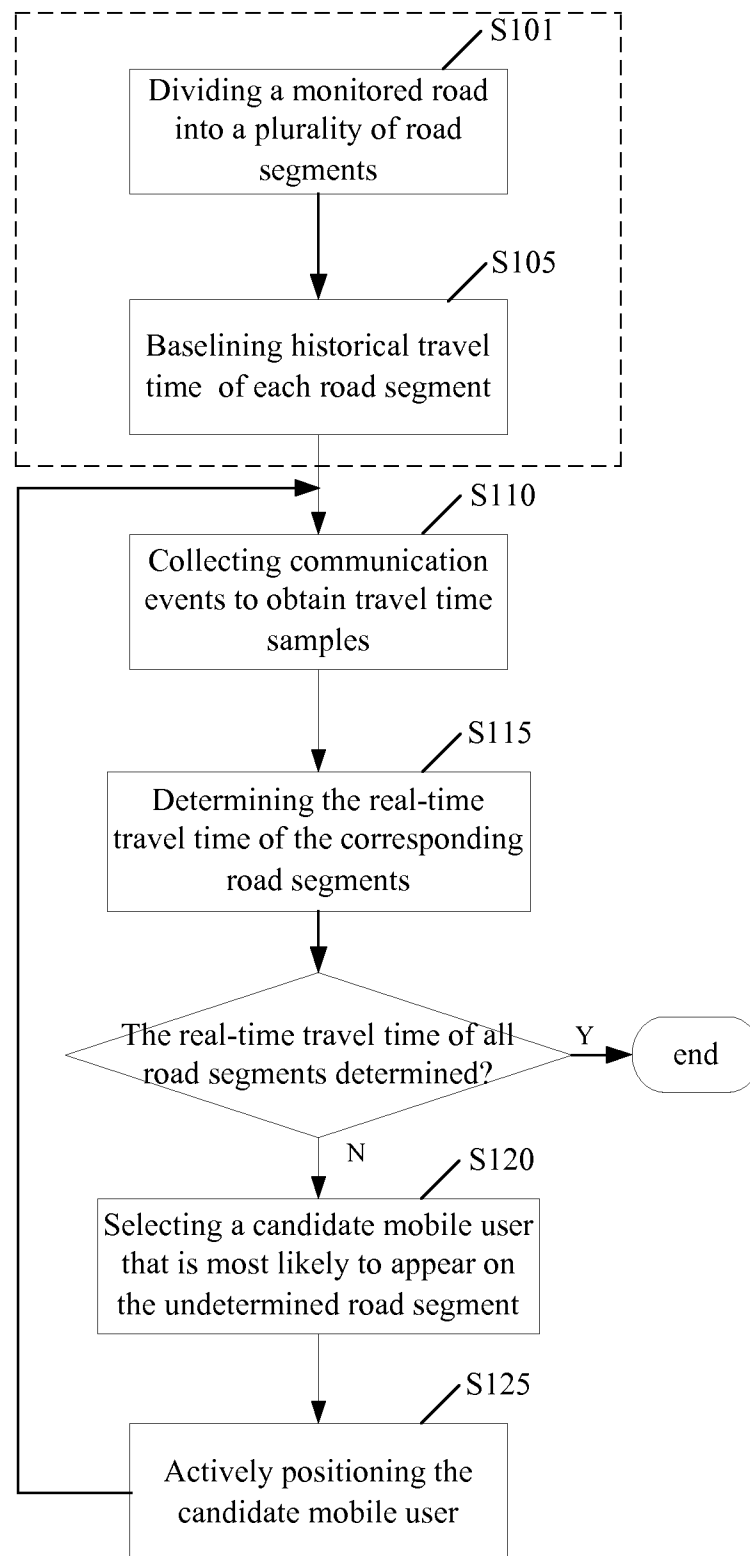 S101
Dividing a monitored road
into a plurality of road
segments
S105
Baselining historical travel
time of each road segment
S110
Collecting communication
events to obtain travel time
samples
S115
Determining the real-time
travel time of the corresponding
road segments
The real-time travel time of all
road segments determined?
Y
end
N
S120
Selecting a candidate mobile user
that is most likely to appear on
the undetermined road segment
S125
Actively positioning the
candidate mobile user